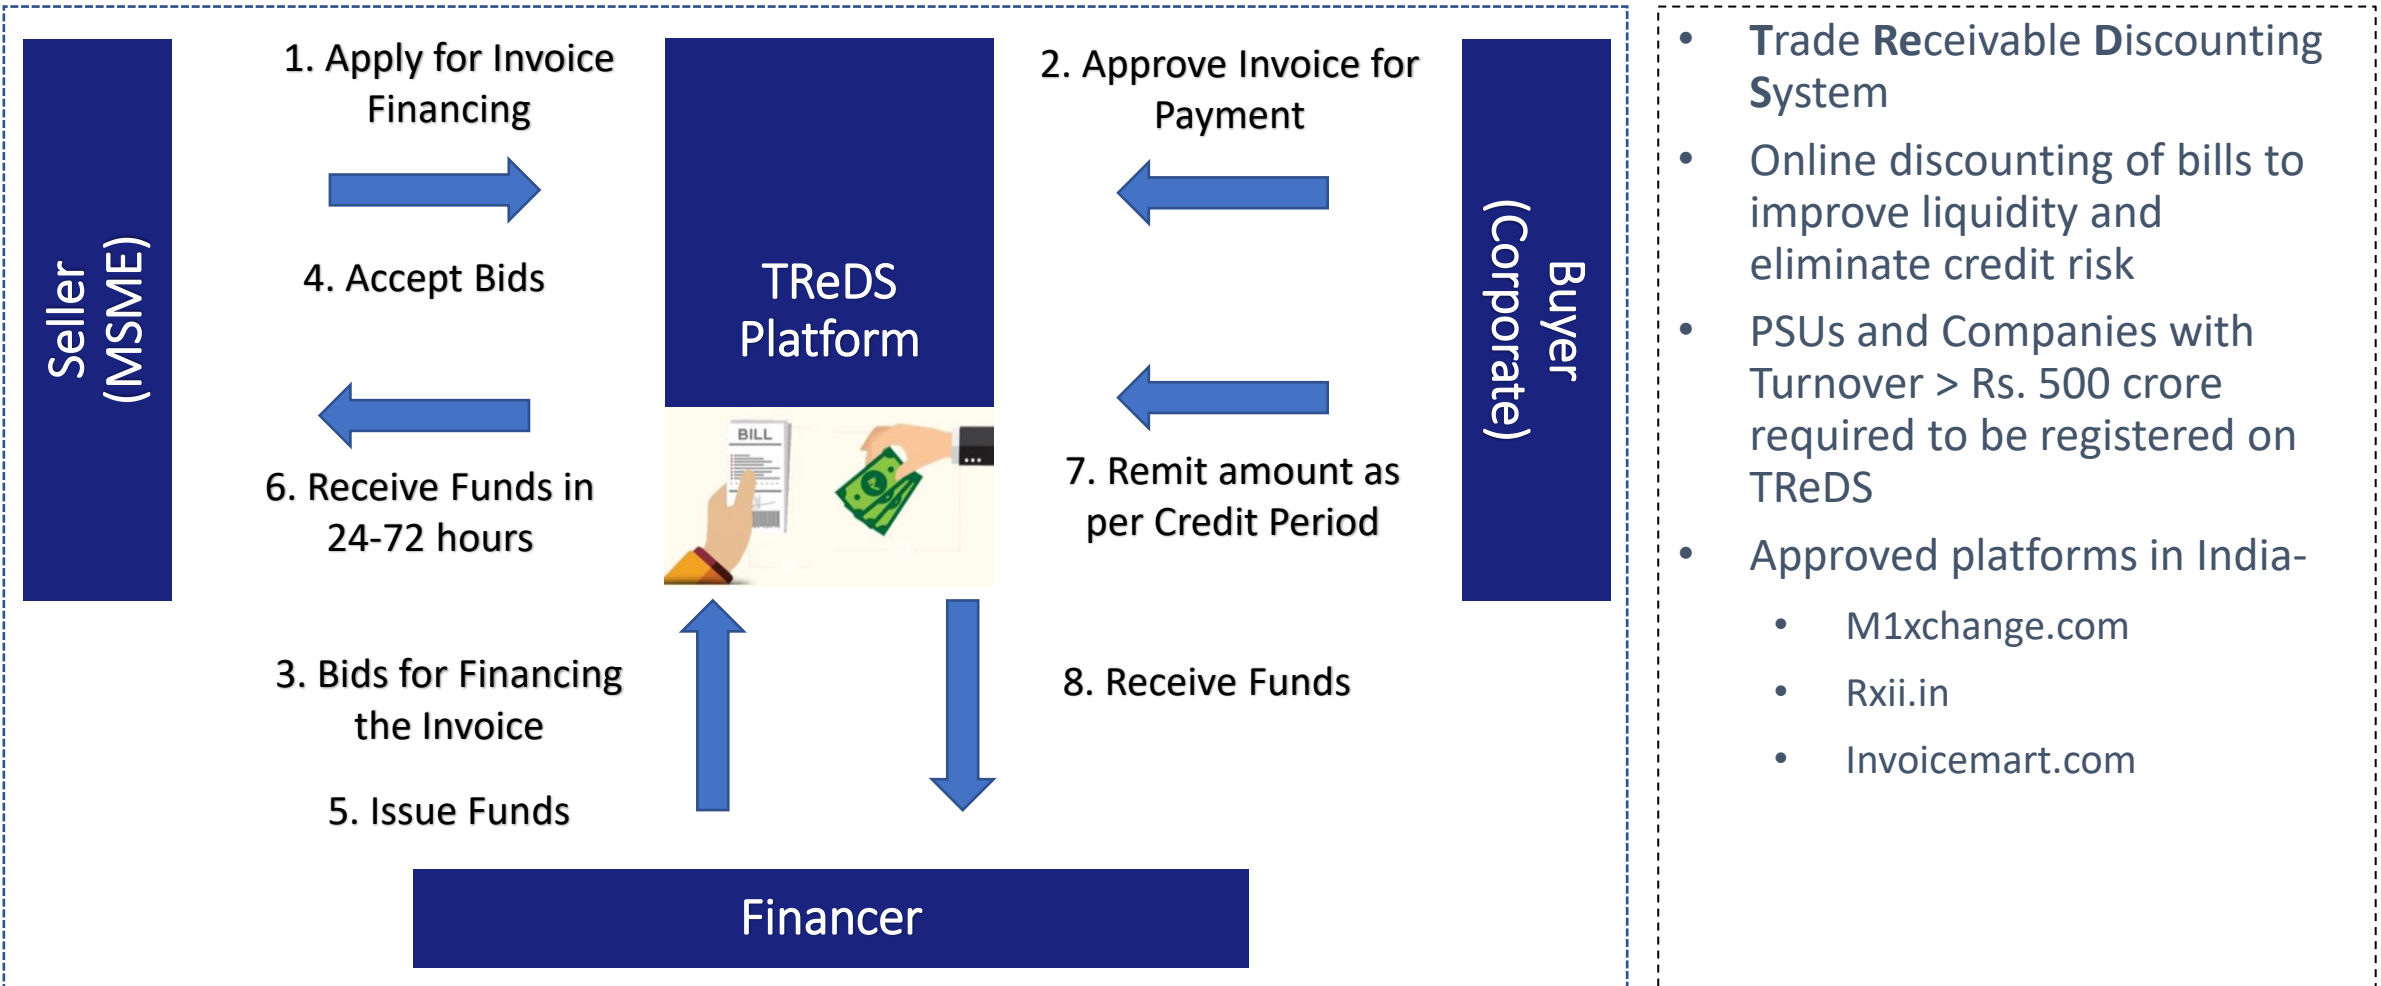 1. Apply for Invoice
Financing
2. Approve Invoice for
Payment
Seller
(MSME)
4. Accept Bids
TReDS
Platform
Buyer
(Corporate)
BILL
6. Receive Funds in
24-72 hours
7. Remit amount as
per Credit Period
3. Bids for Financing
the Invoice
8. Receive Funds
5. Issue Funds
Financer
• Trade Receivable Discounting
System
• Online discounting of bills to
improve liquidity and
eliminate credit risk
• PSUs and Companies with
Turnover > Rs. 500 crore
required to be registered on
TReDS
• Approved platforms in India-
• M1xchange.com
• Rxii.in
• Invoicemart.com